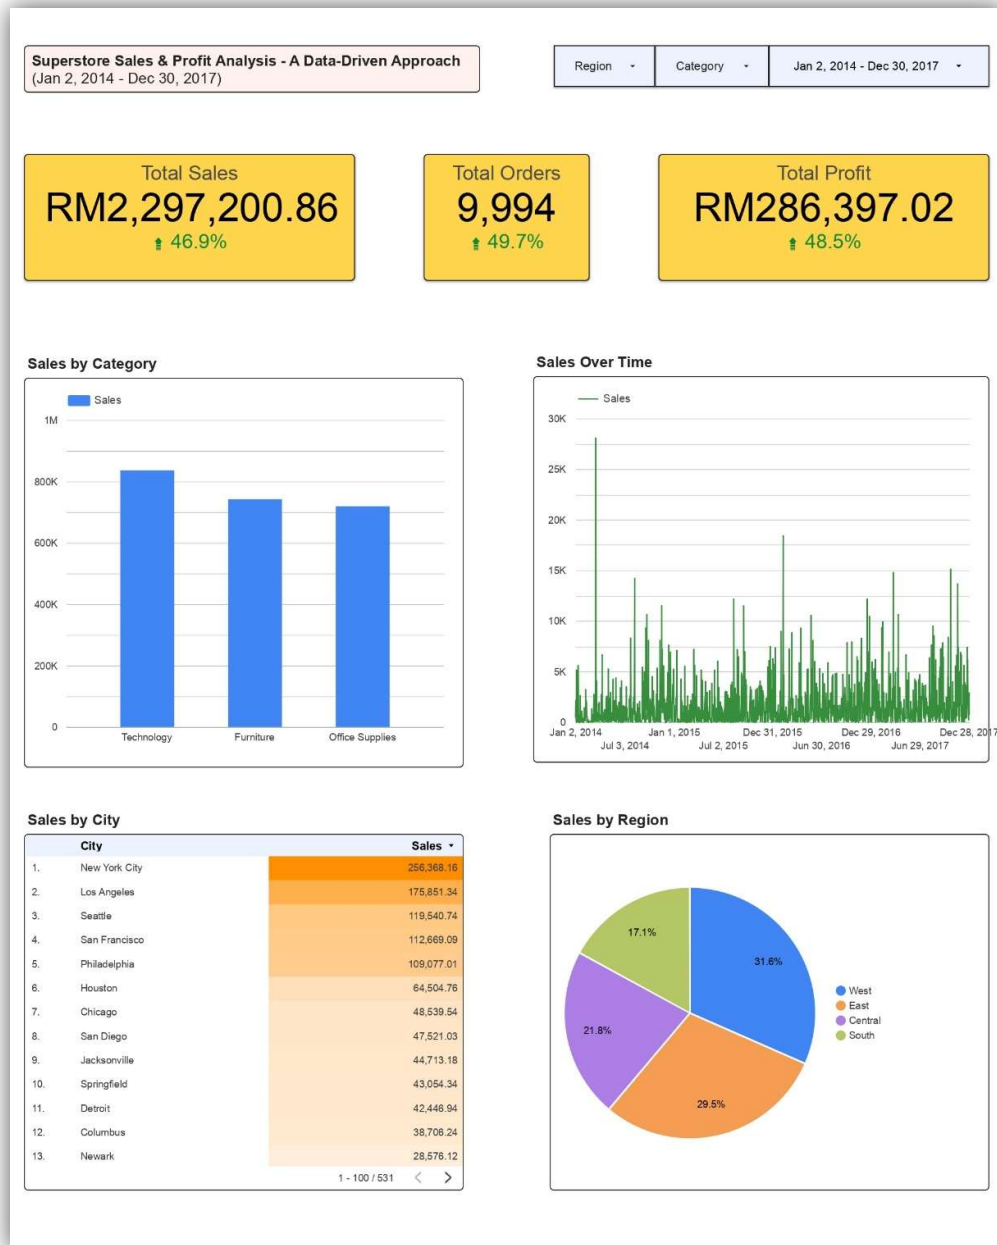 Superstore Sales & Profit Analysis - A Data-Driven Approach
(Jan 2, 2014 - Dec 30, 2017)
Region
Category
Jan 2, 2014 - Dec 30, 2017
Total Sales
RM2,297,200.86
46.9%
Total Orders
9,994
49.7%
Total Profit
RM286,397.02
48.5%
Sales by Category
Sales
1M
800K
600K
400K
200K
0
Technology Furniture Office Supplies
Sales Over Time
Sales
30K
25K
20K
15K
10K
5K
0
Jan 2, 2014 Jan 1, 2015 Dec 31, 2015 Dec 29, 2016 Dec 28, 2017
Jul 3, 2014 Jul 2, 2015 Jun 30, 2016 Jun 29, 2017
Sales by City
City Sales
1. New York City 256,368.16
2. Los Angeles 175,851.34
3. Seattle 119,540.74
4. San Francisco 112,669.09
5. Philadelphia 109,077.01
6. Houston 64,504.76
7. Chicago 48,539.54
8. San Diego 47,521.03
9. Jacksonville 44,713.18
10. Springfield 43,054.34
11. Detroit 42,446.94
12. Columbus 38,706.24
13. Newark 28,576.12
1 - 100 / 531
Sales by Region
17.1%
31.6%
21.8%
29.5%
West
East
Central
South